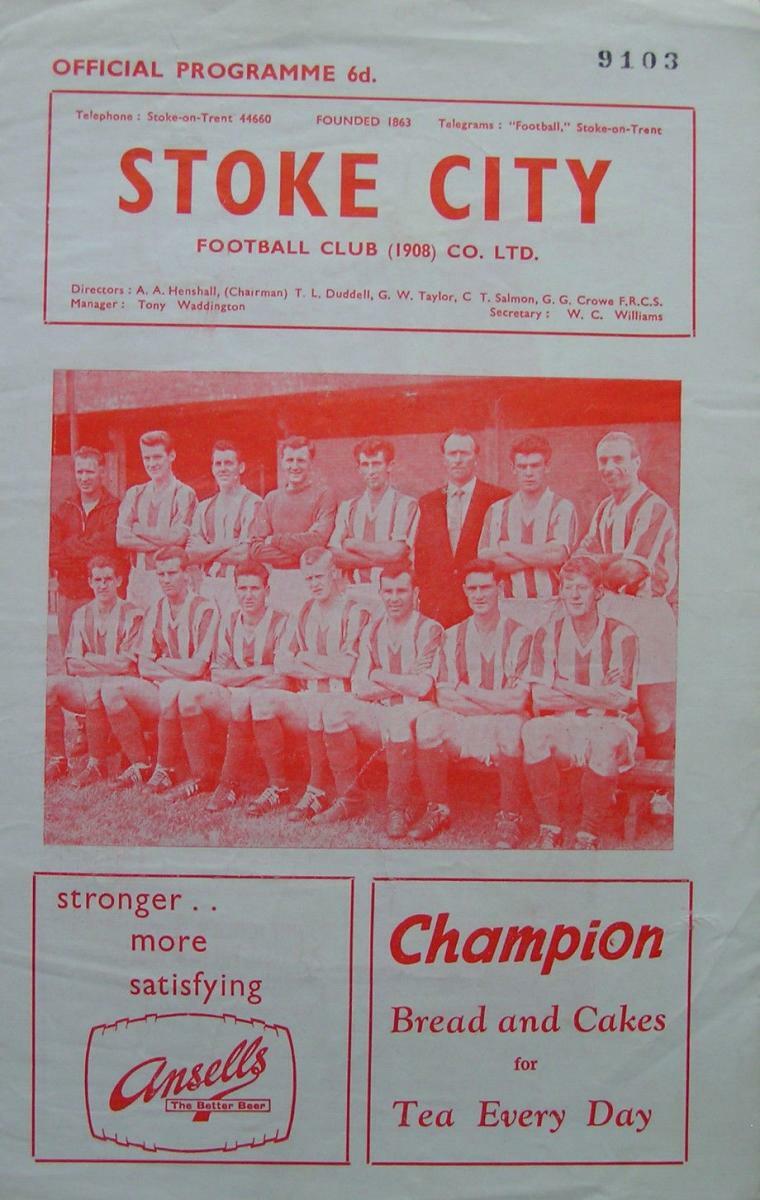 OFFICIAL PROGRAMME 6d.
9103
Telephone : Stoke-on-Trent 44660 FOUNDED 1863 Telegrams : "Football," Stoke-on-Trent
STOKE CITY
FOOTBALL CLUB (1908) CO. LTD.
Directors : A. A. Henshall, (Chairman) T. L. Duddell, G. W. Taylor, C T. Salmon, G. G. Crowe F.R.C.S.
Manager : Tony Waddington Secretary : W. C. Williams
stronger . .
more
satisfying
Ansells
The Better Beer
Champion
Bread and Cakes
for
Tea Every Day